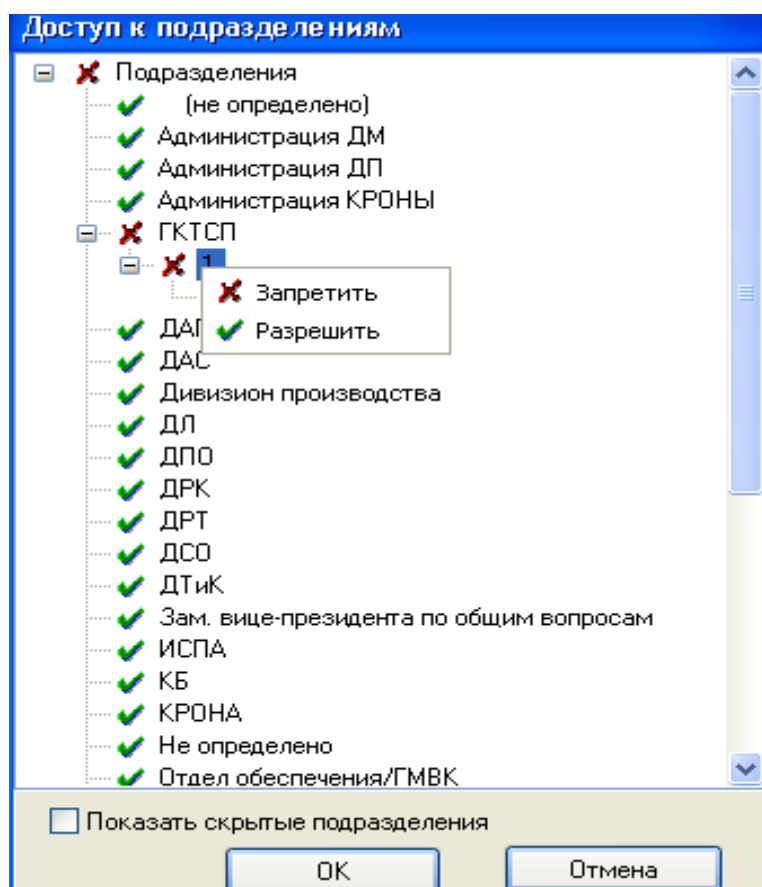 Доступ к подразделениям
Подразделения
(не определено)
Администрация ДМ
Администрация ДП
Администрация КРОНЫ
ГКТСП
1
Запретить
Разрешить
ДАС
Дивизион производства
ДЛ
ДПО
ДРК
ДРТ
ДСО
ДТиК
Зам. вице-президента по общим вопросам
ИСПА
КБ
КРОНА
Не определено
Отдел обеспечения/ГМВК
Показать скрытые подразделения
ОК
Отмена